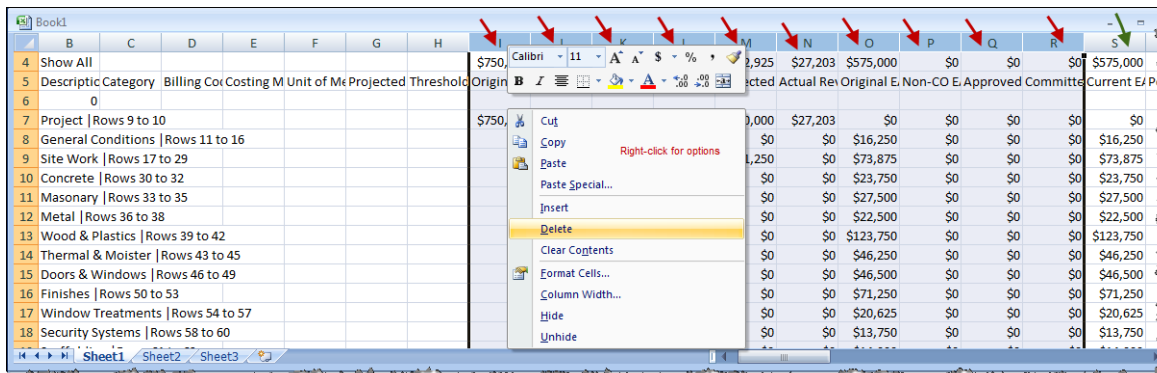 Book1
B C D E F G H I J K L M N O P Q R S
4 Show All $750, 2,925 $27,203 $575,000 $0 $0 $0 $575,000
5 Descriptic Category Billing Co Costing M Unit of Me Projected Threshold Origin ected Actual Rev Original E Non-CO E Approved Committe Current E
6 0
7 Project |Rows 9 to 10 $750, 0,000 $27,203 $0 $0 $0 $0 $0
8 General Conditions |Rows 11 to 16 $0 $0 $16,250 $0 $0 $0 $16,250
9 Site Work |Rows 17 to 29 1,250 $0 $73,875 $0 $0 $0 $73,875
10 Concrete |Rows 30 to 32 $0 $0 $23,750 $0 $0 $0 $23,750
11 Masonary |Rows 33 to 35 $0 $0 $27,500 $0 $0 $0 $27,500
12 Metal |Rows 36 to 38 $0 $0 $22,500 $0 $0 $0 $22,500
13 Wood & Plastics |Rows 39 to 42 $0 $0 $123,750 $0 $0 $0 $123,750
14 Thermal & Moister |Rows 43 to 45 $0 $0 $46,250 $0 $0 $0 $46,250
15 Doors & Windows |Rows 46 to 49 $0 $0 $46,500 $0 $0 $0 $46,500
16 Finishes |Rows 50 to 53 $0 $0 $71,250 $0 $0 $0 $71,250
17 Window Treatments |Rows 54 to 57 $0 $0 $20,625 $0 $0 $0 $20,625
18 Security Systems |Rows 58 to 60 $0 $0 $13,750 $0 $0 $0 $13,750
Calibri 11 A A $ % ,
B I A .00 .00
Cut
Copy
Right-click for options
Paste
Paste Special...
Insert
Delete
Clear Contents
Format Cells...
Column Width...
Hide
Unhide
Sheet1 Sheet2 Sheet3